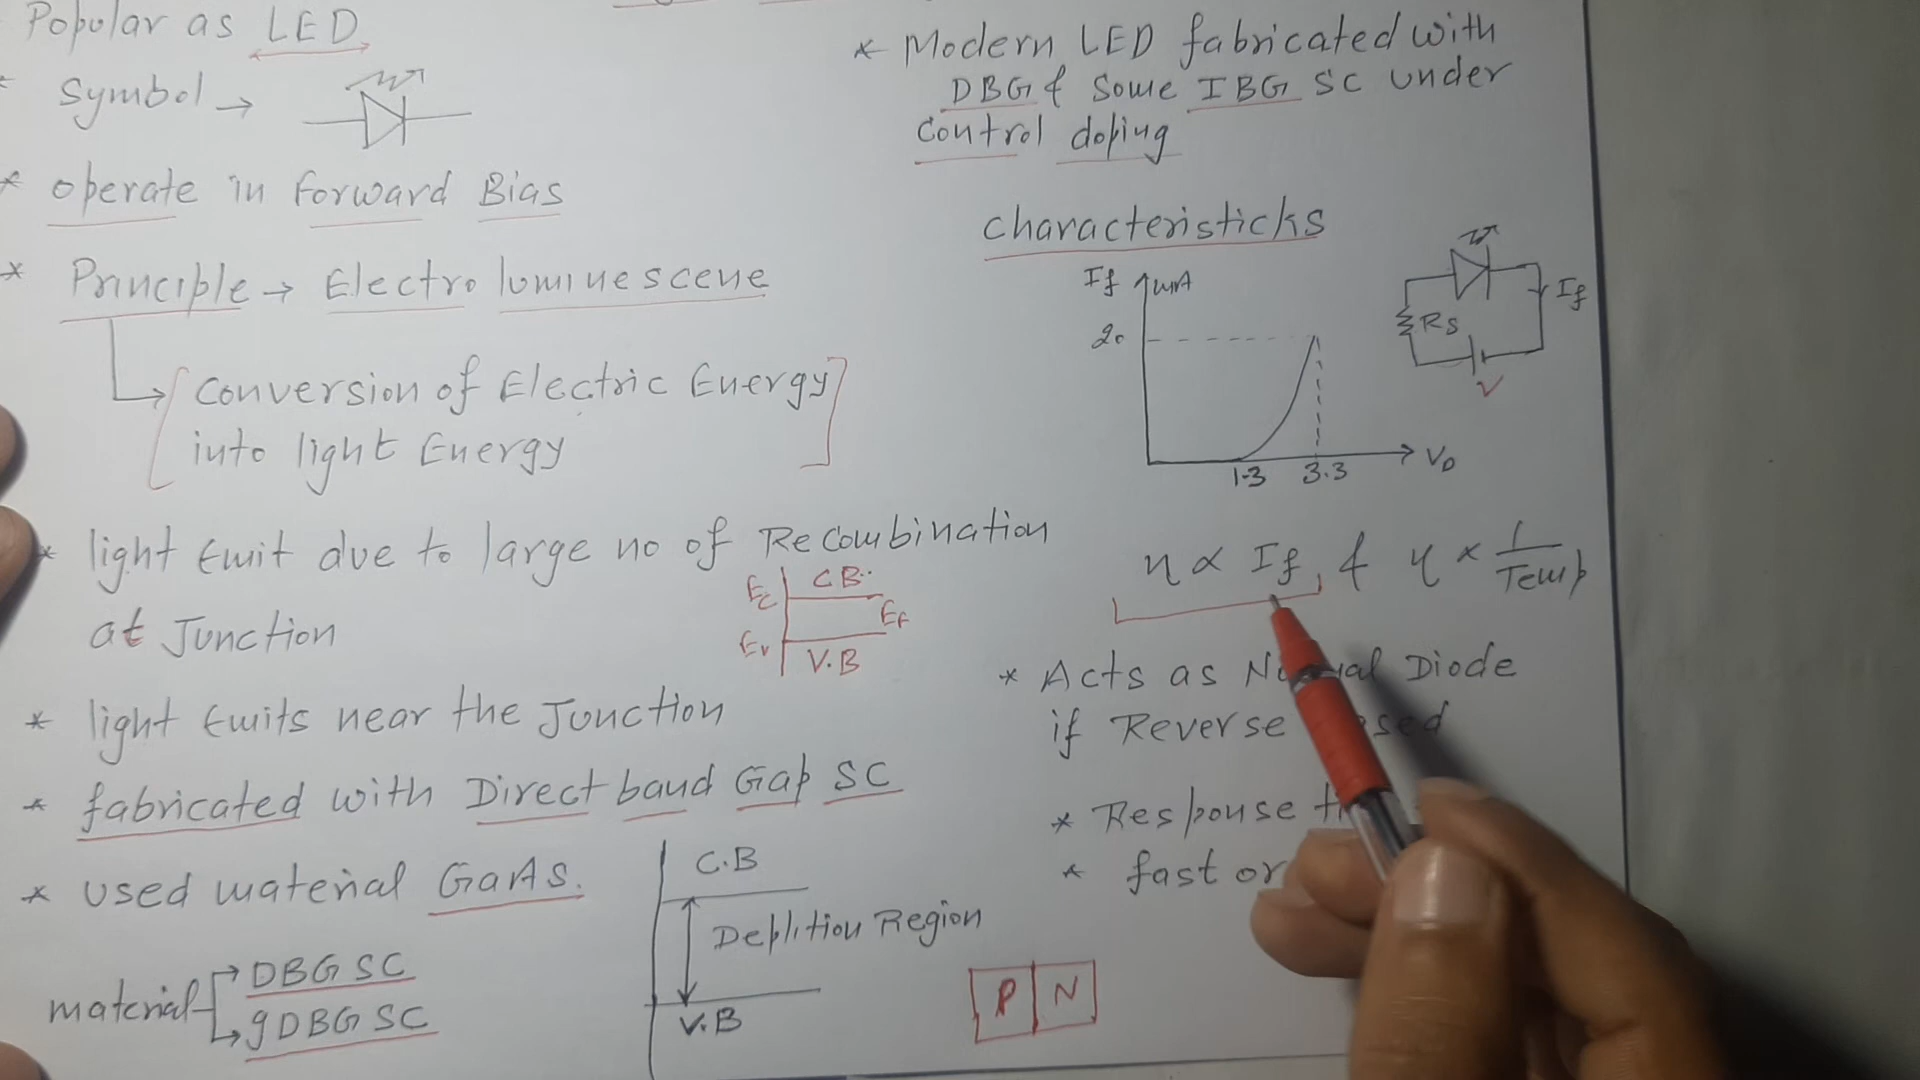 Popular as LED
Symbol →
* operate in forward Bias
* Principle → Electro luminescene
Conversion of Electric Energy
into light Energy
* light Emit due to large no of Recombination
at Junction
Ec C.B.
Ef
Ev V.B
* light Emits near the Junction
* fabricated with Direct band Gap SC
* used material GaAs.
material DBG SC
gDBG SC
C.B
Deplition Region
V.B
* Modern LED fabricated with
DBG & Some IBG SC under
Control doping
Characteristicks
If mA
20
1.3 3.3 VD
If
RS
V
η ∝ If, & η ∝ 1/Temp
* Acts as Diode
if Reverse
* Response
* fast or
P N